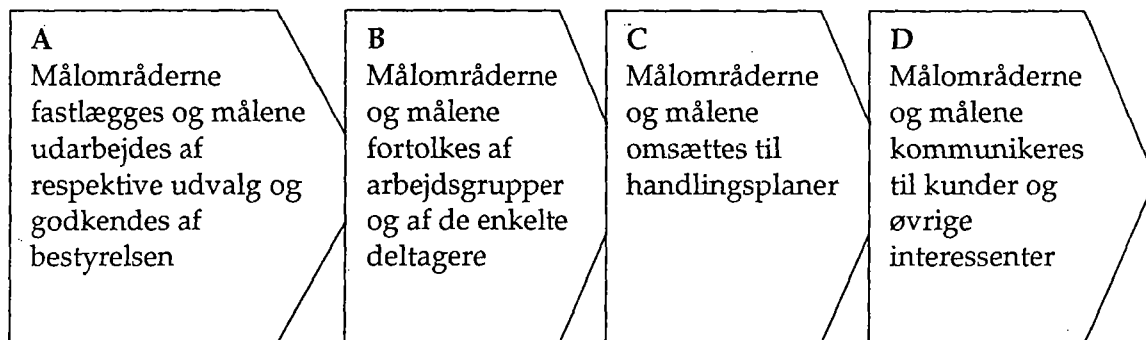 A
Målområderne
fastlægges og målene
udarbejdes af
respektive udvalg og
godkendes af
bestyrelsen
B
Målområderne
og målene
fortolkes af
arbejdsgrupper
og af de enkelte
deltagere
C
Målområderne
og målene
omsættes til
handlingsplaner
D
Målområderne
og målene
kommunikeres
til kunder og
øvrige
interessenter